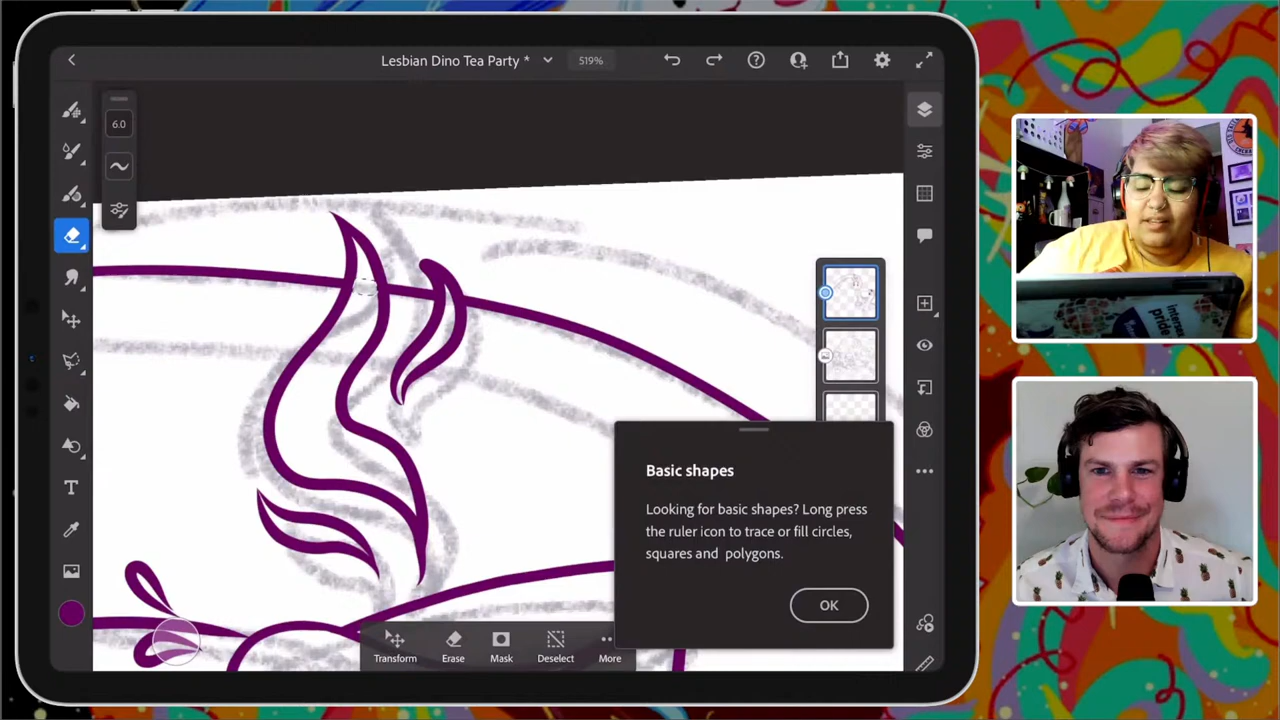 Lesbian Dino Tea Party *
519%
6.0
Basic shapes
Looking for basic shapes? Long press
the ruler icon to trace or fill circles,
squares and polygons.
OK
Transform
Erase
Mask
Deselect
More
T
pride